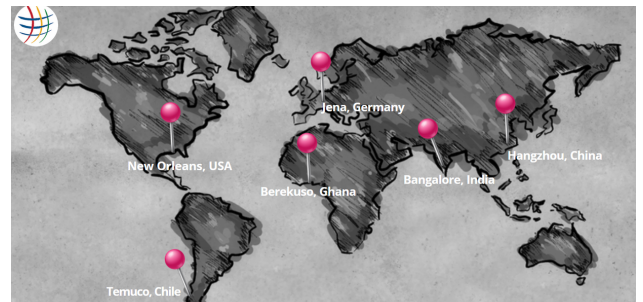 Jena, Germany
New Orleans, USA
Hangzhou, China
Berekuso, Ghana
Bangalore, India
Temuco, Chile